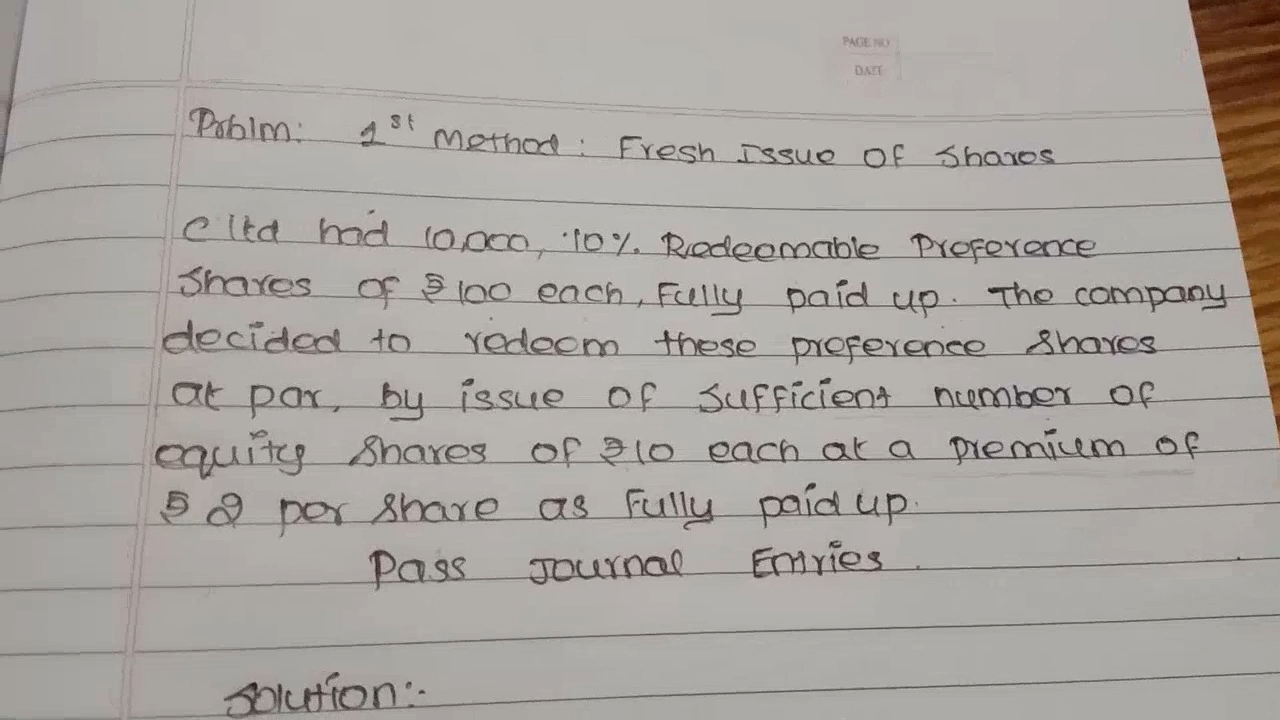 PAGE NO
DATE
Problm: 1st Method: Fresh Issue of Shares
C ltd had 10,000, 10% Redeemable Preference
Shares of ₹100 each, Fully paid up. The company
decided to redeem these preference shares
at par, by issue of sufficient number of
equity shares of ₹10 each at a premium of
₹ 2 per share as Fully paid up.
Pass Journal Entries.
Solution:-